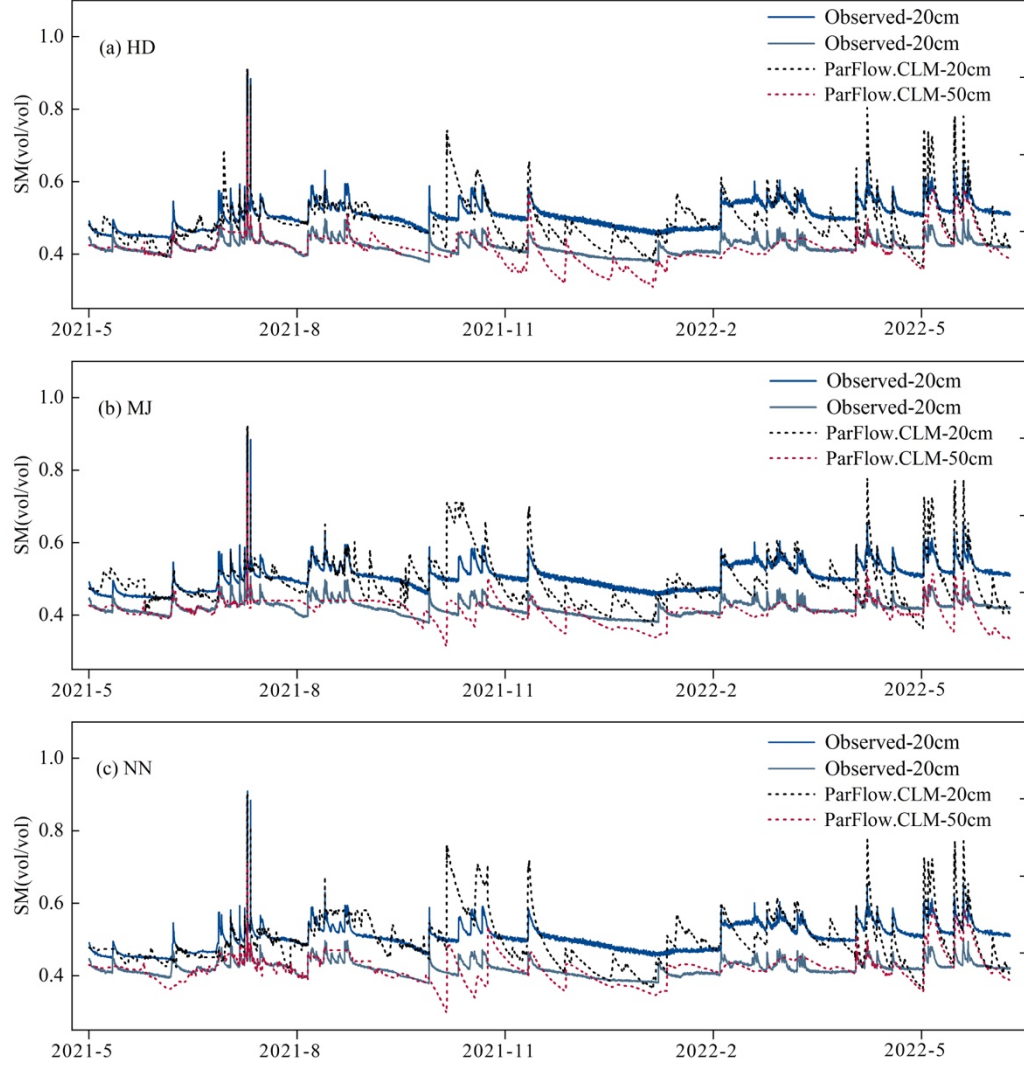 1.0
(a) HD
Observed-20cm
Observed-20cm
ParFlow.CLM-20cm
ParFlow.CLM-50cm
0.8
0.6
0.4
SM(vol/vol)
2021-5 2021-8 2021-11 2022-2 2022-5
1.0
(b) MJ
Observed-20cm
Observed-20cm
ParFlow.CLM-20cm
ParFlow.CLM-50cm
0.8
0.6
0.4
SM(vol/vol)
2021-5 2021-8 2021-11 2022-2 2022-5
1.0
(c) NN
Observed-20cm
Observed-20cm
ParFlow.CLM-20cm
ParFlow.CLM-50cm
0.8
0.6
0.4
SM(vol/vol)
2021-5 2021-8 2021-11 2022-2 2022-5